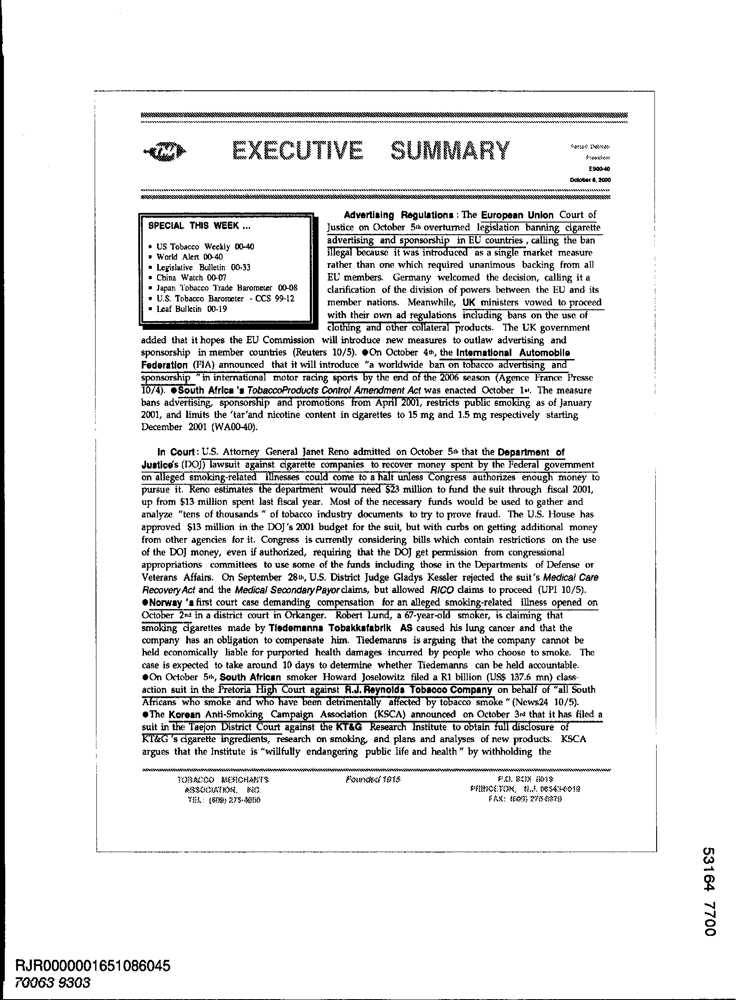 TMA
EXECUTIVE SUMMARY
President
ES00-40
October 6, 2000
SPECIAL THIS WEEK ...
▪ US Tobacco Weekly 00-40
▪ World Alert 00-40
▪ Legislative Bulletin 00-33
▪ China Watch 00-07
▪ Japan Tobacco Trade Barometer 00-08
▪ U.S. Tobacco Barometer - CCS 99-12
▪ Leaf Bulletin 00-19
Advertising Regulations : The European Union Court of
Justice on October 5th overturned legislation banning cigarette
advertising and sponsorship in EU countries , calling the ban
illegal because it was introduced as a single market measure
rather than one which required unanimous backing from all
EU members. Germany welcomed the decision, calling it a
clarification of the division of powers between the EU and its
member nations. Meanwhile, UK ministers vowed to proceed
with their own ad regulations including bans on the use of
clothing and other collateral products. The UK government
added that it hopes the EU Commission will introduce new measures to outlaw advertising and
sponsorship in member countries (Reuters 10/5). ●On October 4th, the International Automobile
Federation (FIA) announced that it will introduce "a worldwide ban on tobacco advertising and
sponsorship " in international motor racing sports by the end of the 2006 season (Agence France Presse
10/4). ●South Africa 's TobaccoProducts Control Amendment Act was enacted October 1st. The measure
bans advertising, sponsorship and promotions from April 2001, restricts public smoking as of January
2001, and limits the 'tar'and nicotine content in cigarettes to 15 mg and 1.5 mg respectively starting
December 2001 (WA00-40).
In Court : U.S. Attorney General Janet Reno admitted on October 5th that the Department of
Justice's (DOJ) lawsuit against cigarette companies to recover money spent by the Federal government
on alleged smoking-related illnesses could come to a halt unless Congress authorizes enough money to
pursue it. Reno estimates the department would need $23 million to fund the suit through fiscal 2001,
up from $13 million spent last fiscal year. Most of the necessary funds would be used to gather and
analyze "tens of thousands " of tobacco industry documents to try to prove fraud. The U.S. House has
approved $13 million in the DOJ 's 2001 budget for the suit, but with curbs on getting additional money
from other agencies for it. Congress is currently considering bills which contain restrictions on the use
of the DOJ money, even if authorized, requiring that the DOJ get permission from congressional
appropriations committees to use some of the funds including those in the Departments of Defense or
Veterans Affairs. On September 28th, U.S. District Judge Gladys Kessler rejected the suit's Medical Care
Recovery Act and the Medical Secondary Payor claims, but allowed RICO claims to proceed (UPI 10/5).
●Norway 's first court case demanding compensation for an alleged smoking-related illness opened on
October 2nd in a district court in Orkanger. Robert Lund, a 67-year-old smoker, is claiming that
smoking cigarettes made by Tiedemanns Tobakksfabrik AS caused his lung cancer and that the
company has an obligation to compensate him. Tiedemanns is arguing that the company cannot be
held economically liable for purported health damages incurred by people who choose to smoke. The
case is expected to take around 10 days to determine whether Tiedemanns can be held accountable.
●On October 5th, South African smoker Howard Joselowitz filed a R1 billion (US$ 137.6 mn) class-
action suit in the Pretoria High Court against R.J. Reynolds Tobacco Company on behalf of "all South
Africans who smoke and who have been detrimentally affected by tobacco smoke " (News24 10/5).
●The Korean Anti-Smoking Campaign Association (KSCA) announced on October 3rd that it has filed a
suit in the Taejon District Court against the KT&G Research Institute to obtain full disclosure of
KT&G 's cigarette ingredients, research on smoking, and plans and analyses of new products. KSCA
argues that the Institute is "willfully endangering public life and health " by withholding the
TOBACCO MERCHANTS
ASSOCIATION, INC.
TEL: (609) 275-4900
Founded 1915
P.O. BOX 8019
PRINCETON, N.J. 08543-8019
FAX: (609) 275-8379
53164 7700
RJR0000001651086045
70063 9303